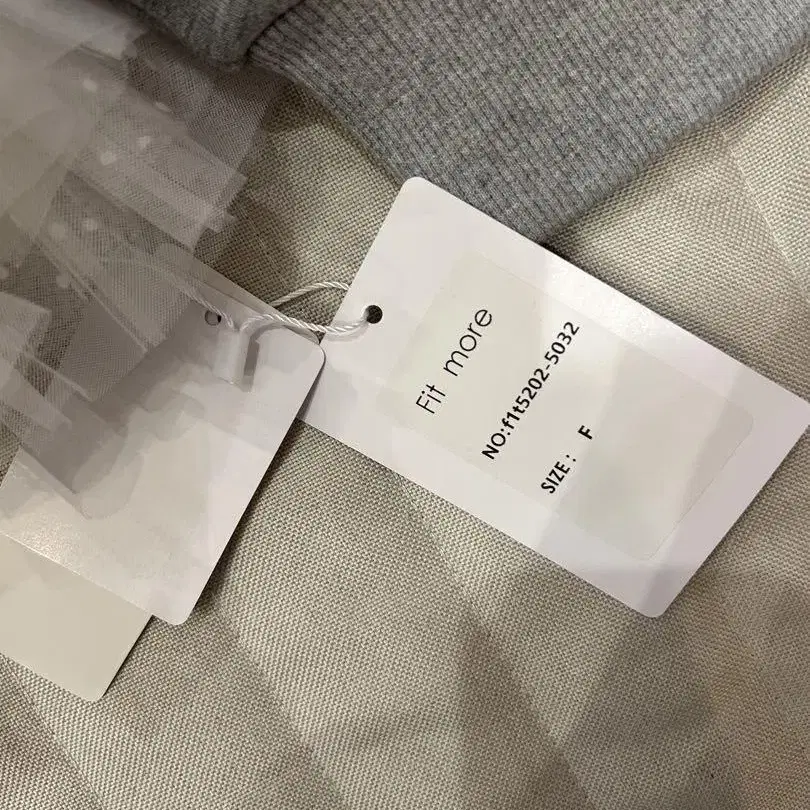 Fit more
NO:f1t5202-5032
SIZE : F